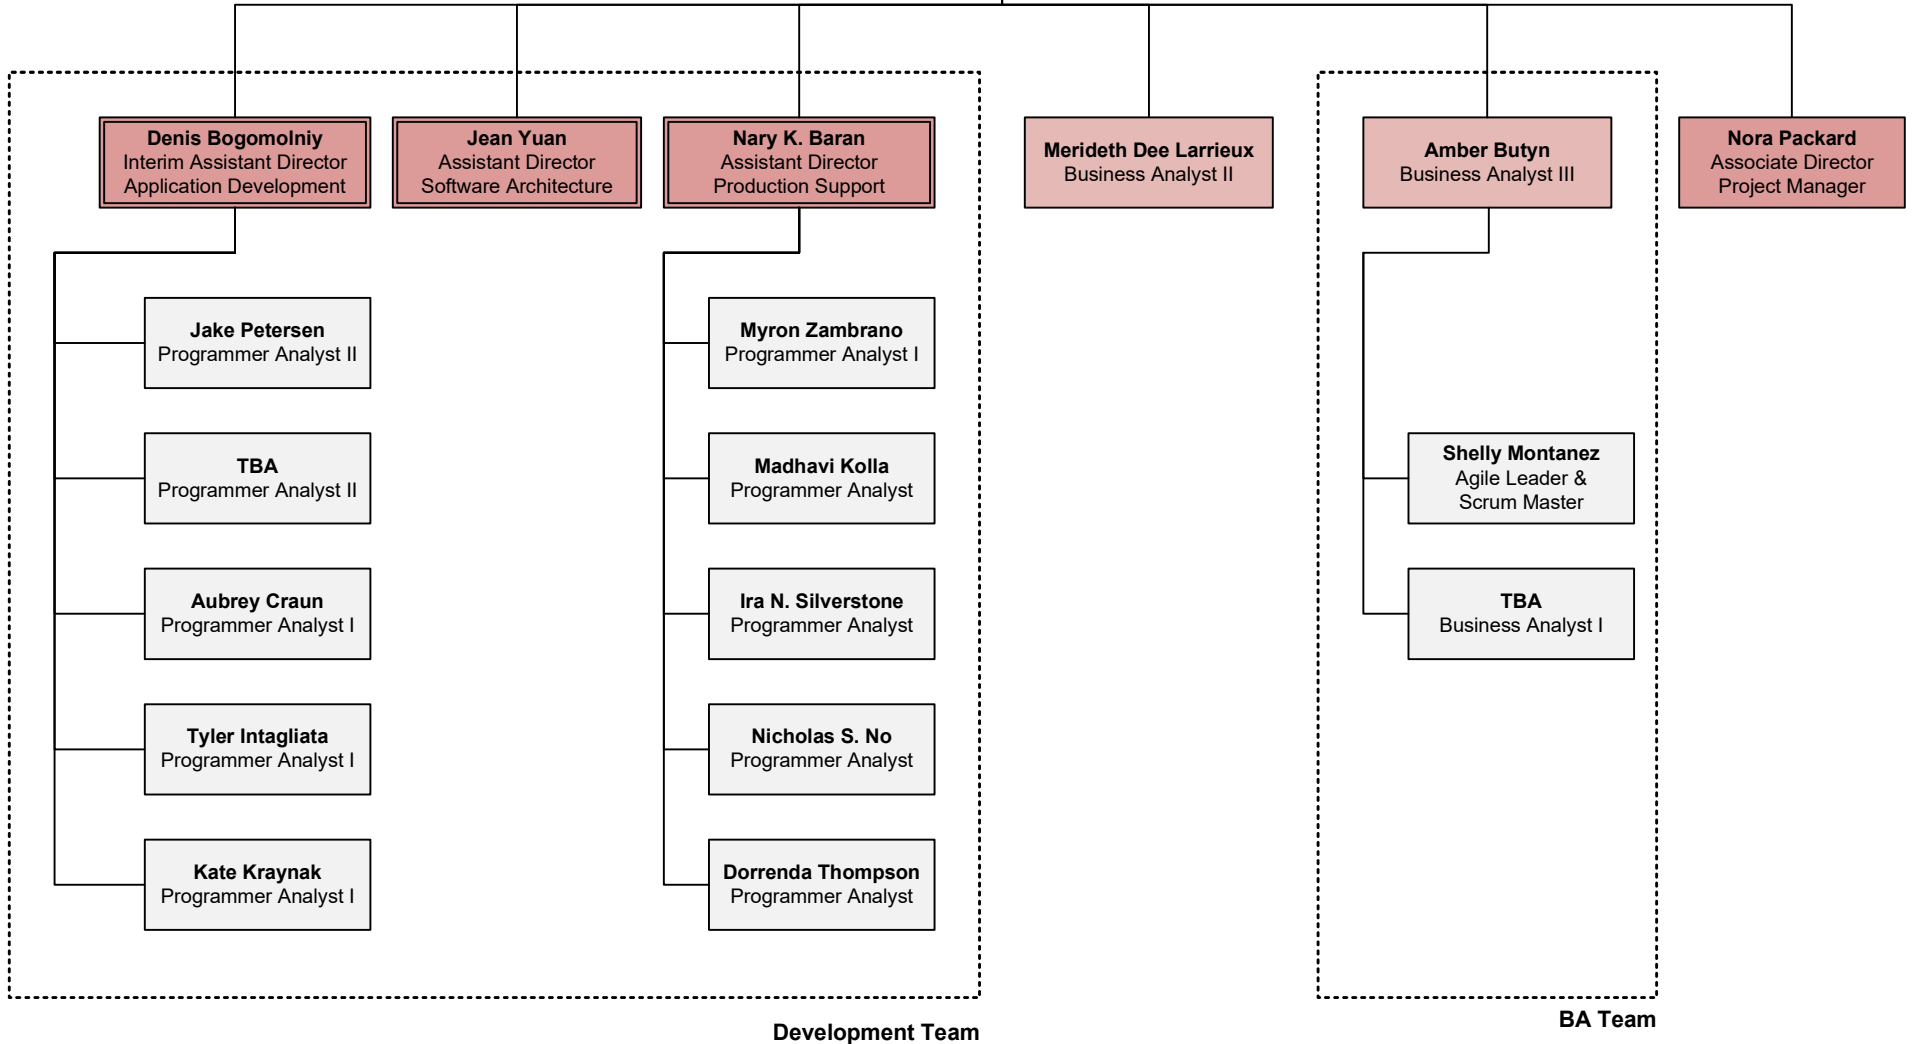 Denis Bogomolniy
Interim Assistant Director
Application Development
Jean Yuan
Assistant Director
Software Architecture
Nary K. Baran
Assistant Director
Production Support
Merideth Dee Larrieux
Business Analyst II
Amber Butyn
Business Analyst III
Nora Packard
Associate Director
Project Manager
Jake Petersen
Programmer Analyst II
TBA
Programmer Analyst II
Aubrey Craun
Programmer Analyst I
Tyler Intagliata
Programmer Analyst I
Kate Kraynak
Programmer Analyst I
Myron Zambrano
Programmer Analyst I
Madhavi Kolla
Programmer Analyst
Ira N. Silverstone
Programmer Analyst
Nicholas S. No
Programmer Analyst
Dorrenda Thompson
Programmer Analyst
Shelly Montanez
Agile Leader &
Scrum Master
TBA
Business Analyst I
Development Team
BA Team